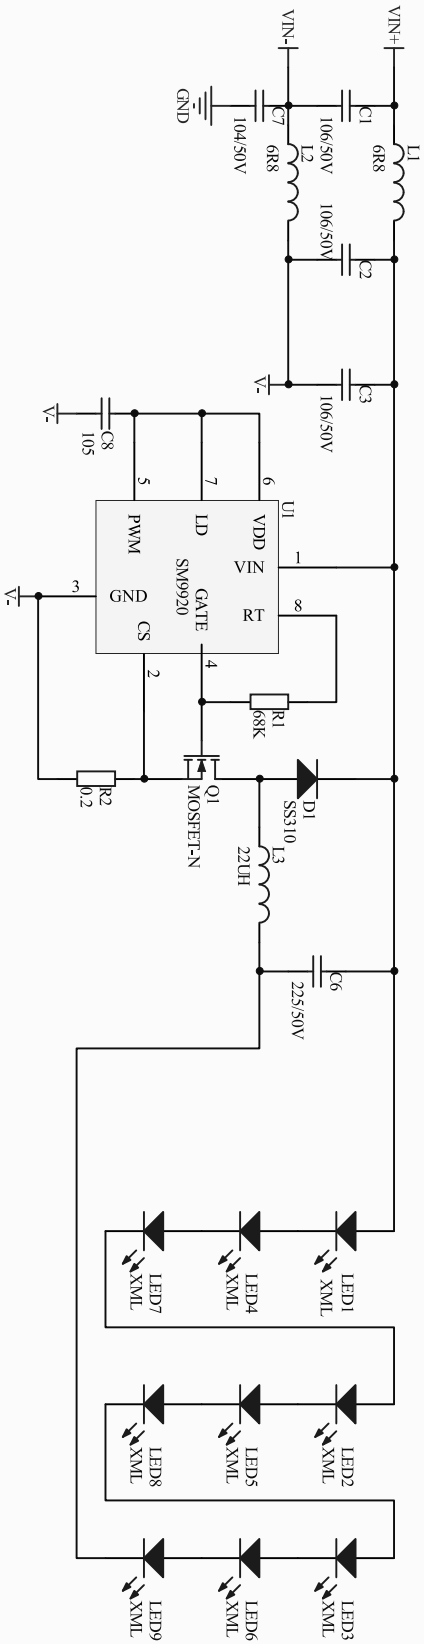 VIN-
VIN+
GND
C7
104/50V
C1
106/50V
L2
6R8
L1
6R8
C2
106/50V
V-
C3
106/50V
V-
C8
105
5
7
6
U1
PWM
LD
VDD
VIN
1
V-
3
GND
SM9920
GATE
RT
8
CS
2
4
R1
68K
R2
0.2
Q1
MOSFET-N
D1
SS310
L3
22UH
C6
225/50V
LED7
XML
LED4
XML
LED1
XML
LED8
XML
LED5
XML
LED2
XML
LED9
XML
LED6
XML
LED3
XML